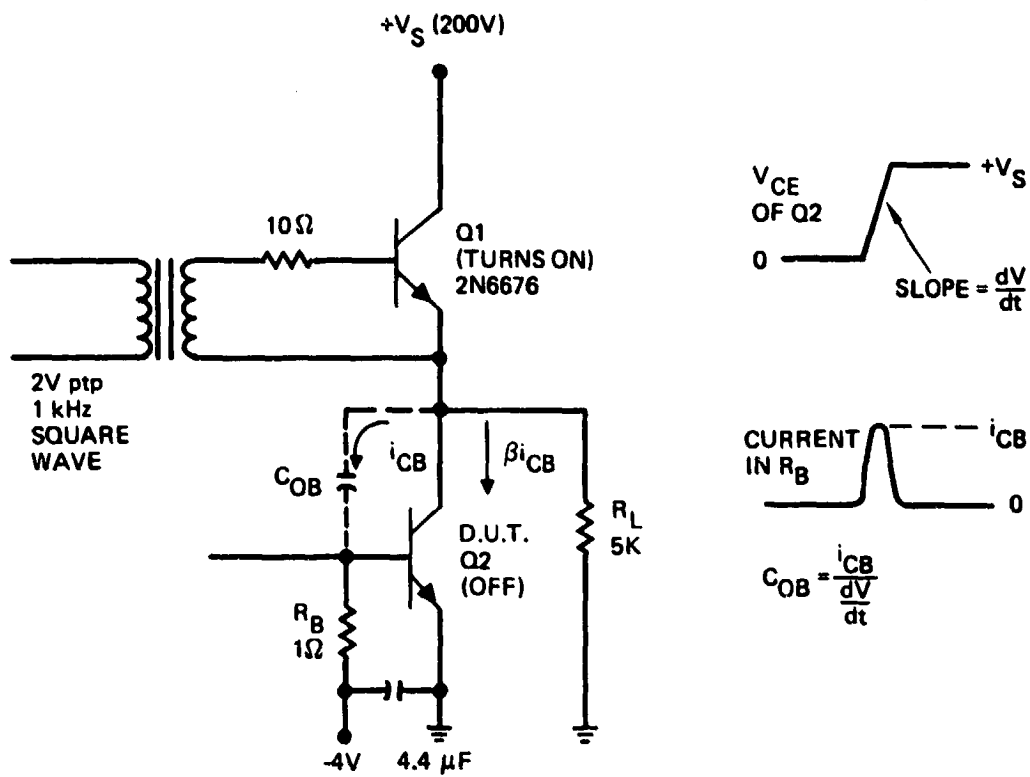 +VS (200V)
10Ω
Q1
(TURNS ON)
2N6676
2V ptp
1 kHz
SQUARE
WAVE
iCB
βiCB
COB
D.U.T.
Q2
(OFF)
RL
5K
RB
1Ω
-4V
4.4 μF
VCE
OF Q2
+VS
0
SLOPE = dV
dt
CURRENT
IN RB
iCB
0
COB = iCB
dV
dt